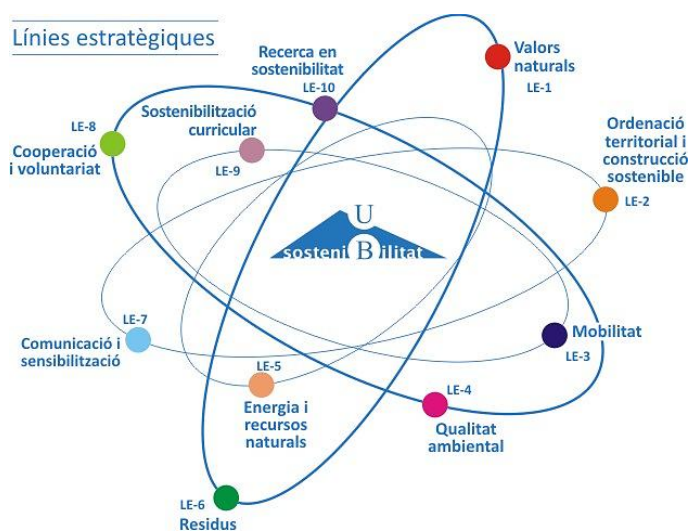 Línies estratègiques
Recerca en
sostenibilitat
LE-10
Valors
naturals
LE-1
Ordenació
territorial i
construcció
sostenible
LE-2
Mobilitat
LE-3
LE-4
Qualitat
ambiental
LE-5
Energia i
recursos
naturals
LE-6
Residus
LE-7
Comunicació i
sensibilització
LE-8
Cooperació
i voluntariat
Sostenibilització
curricular
LE-9
U
sosteniBilitat